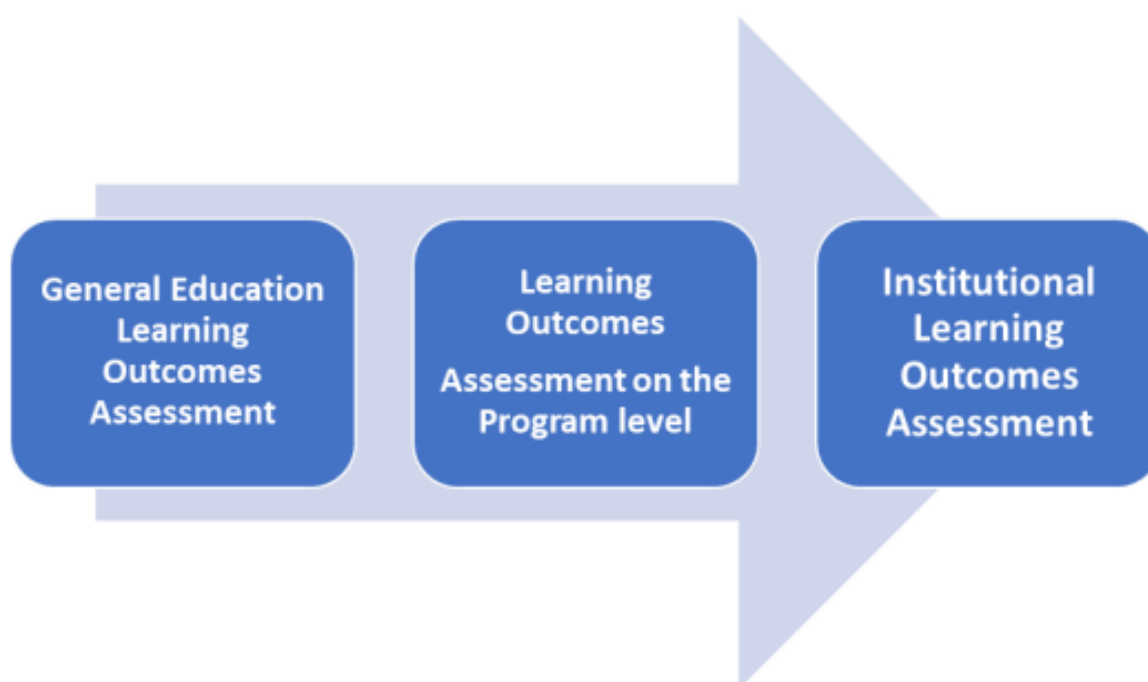 General Education
Learning
Outcomes
Assessment
Learning
Outcomes
Assessment on the
Program level
Institutional
Learning
Outcomes
Assessment